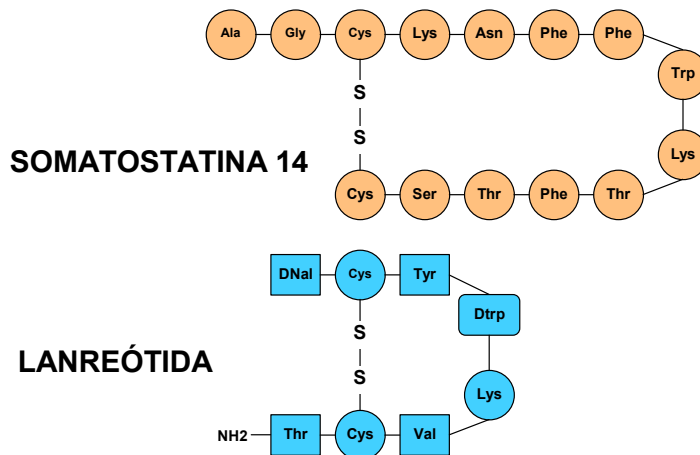 Ala Gly Cys Lys Asn Phe Phe
Trp
S
S
SOMATOSTATINA 14
Lys
Cys Ser Thr Phe Thr
DNal Cys Tyr
Dtrp
S
LANREÓTIDA
S
Lys
NH2 Thr Cys Val